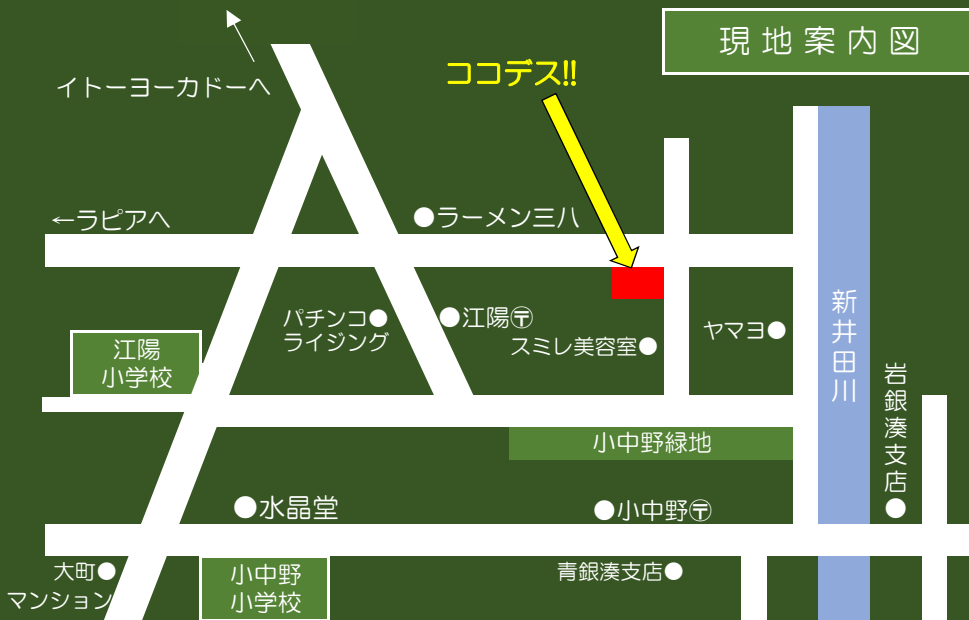 現地案内図
ココデス!!
イトーヨーカドーへ
←ラピアへ
●ラーメン三八
パチンコ●
ライジング
●江陽〶
スミレ美容室●
ヤマヨ●
新井田川
江陽
小学校
岩銀湊支店●
小中野緑地
●水晶堂
●小中野〶
大町●
マンション
小中野
小学校
青銀湊支店●